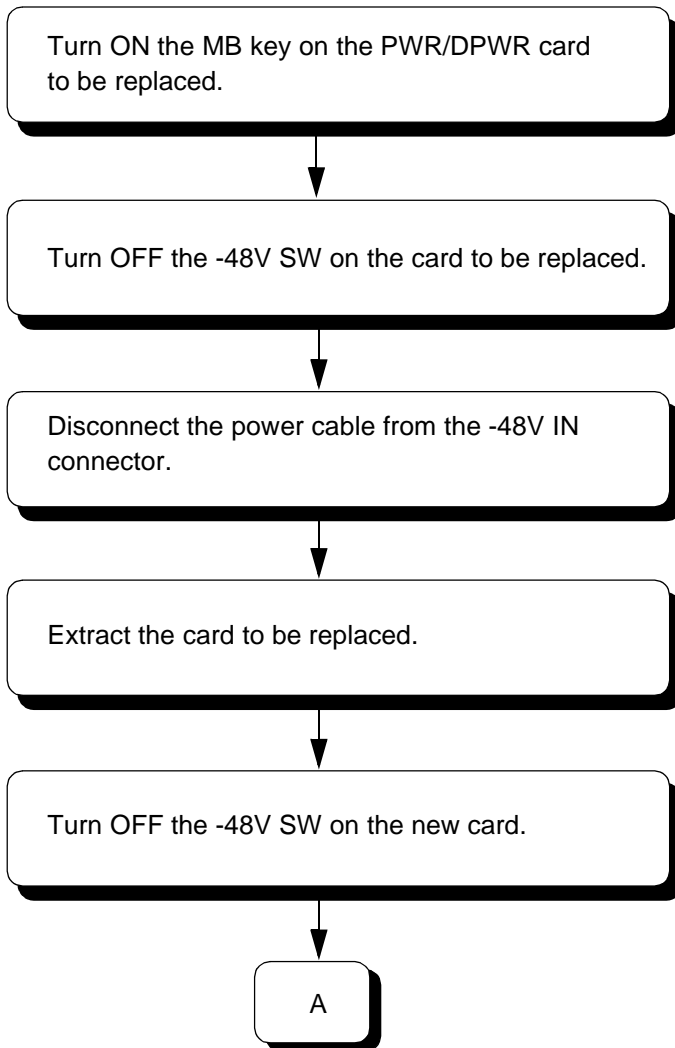 Turn ON the MB key on the PWR/DPWR card
to be replaced.
Turn OFF the -48V SW on the card to be replaced.
Disconnect the power cable from the -48V IN
connector.
Extract the card to be replaced.
Turn OFF the -48V SW on the new card.
A